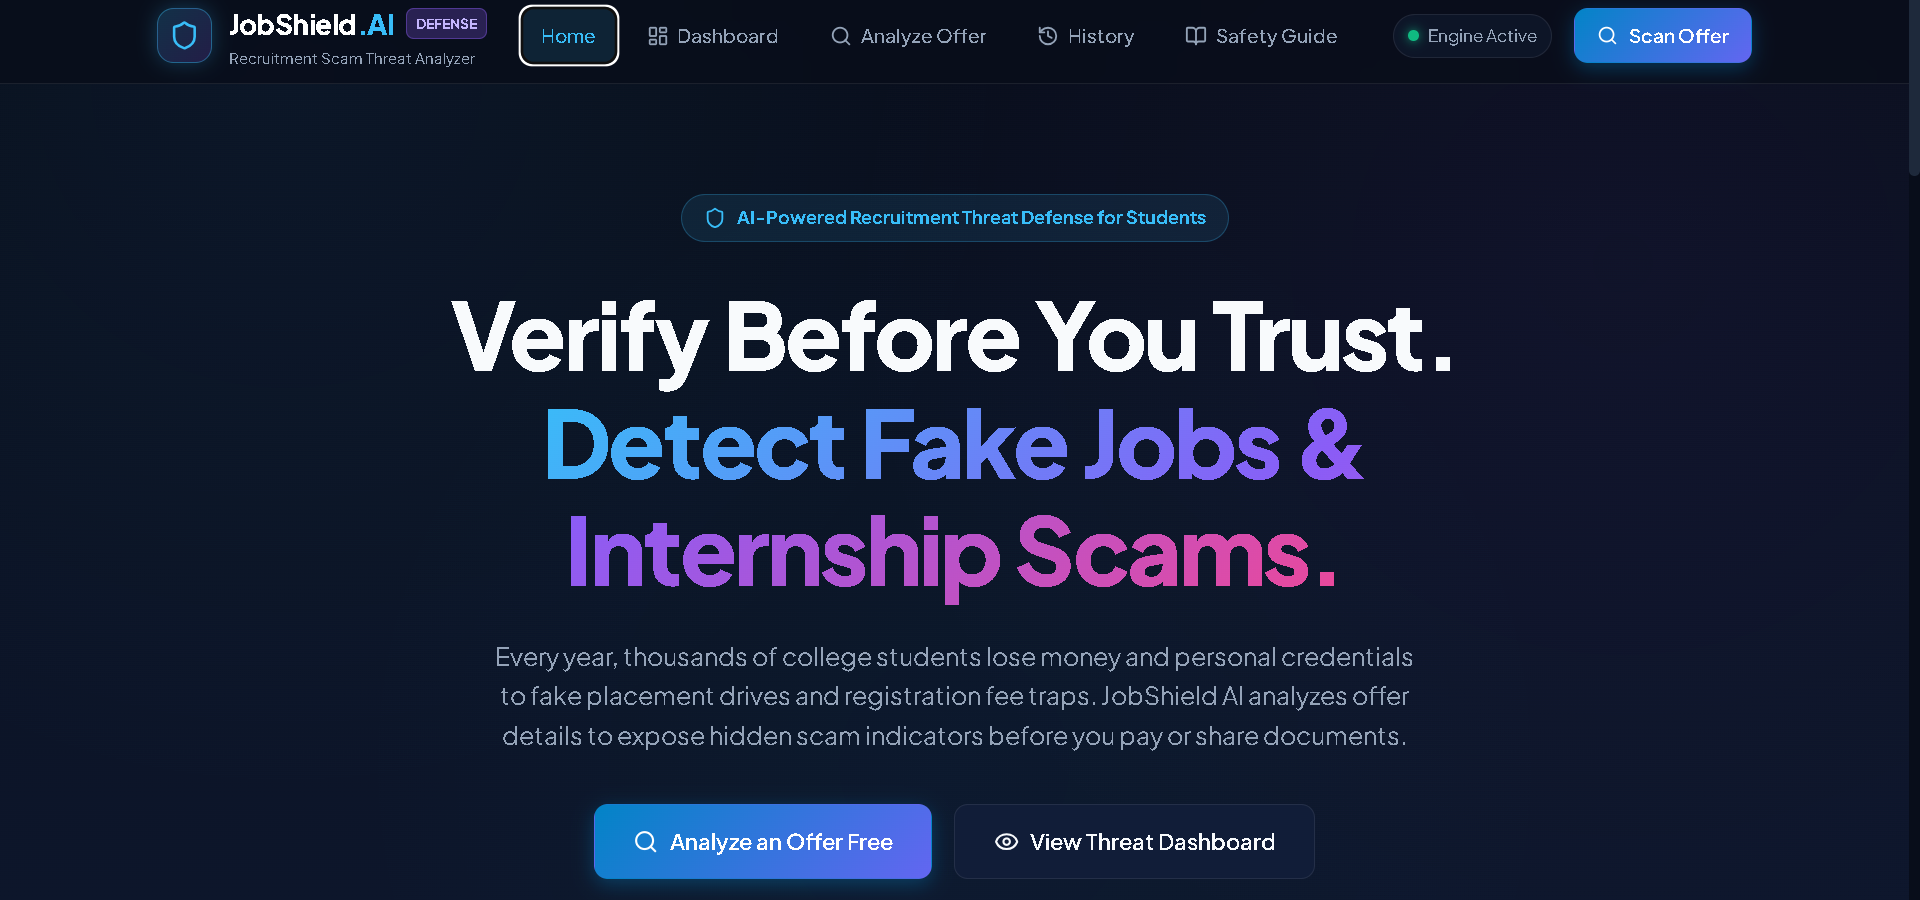 JobShield.AI DEFENSE
Recruitment Scam Threat Analyzer
Home Dashboard Analyze Offer History Safety Guide Engine Active Scan Offer
AI-Powered Recruitment Threat Defense for Students
Verify Before You Trust.
Detect Fake Jobs &
Internship Scams.
Every year, thousands of college students lose money and personal credentials
to fake placement drives and registration fee traps. JobShield AI analyzes offer
details to expose hidden scam indicators before you pay or share documents.
Analyze an Offer Free View Threat Dashboard